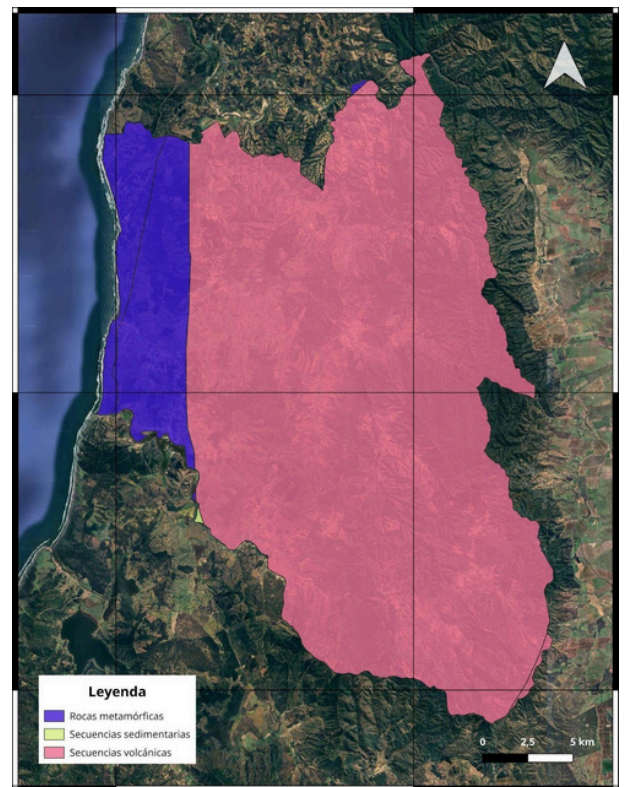 Leyenda
Rocas metamórficas
Secuencias sedimentarias
Secuencias volcánicas
0 2,5 5 km